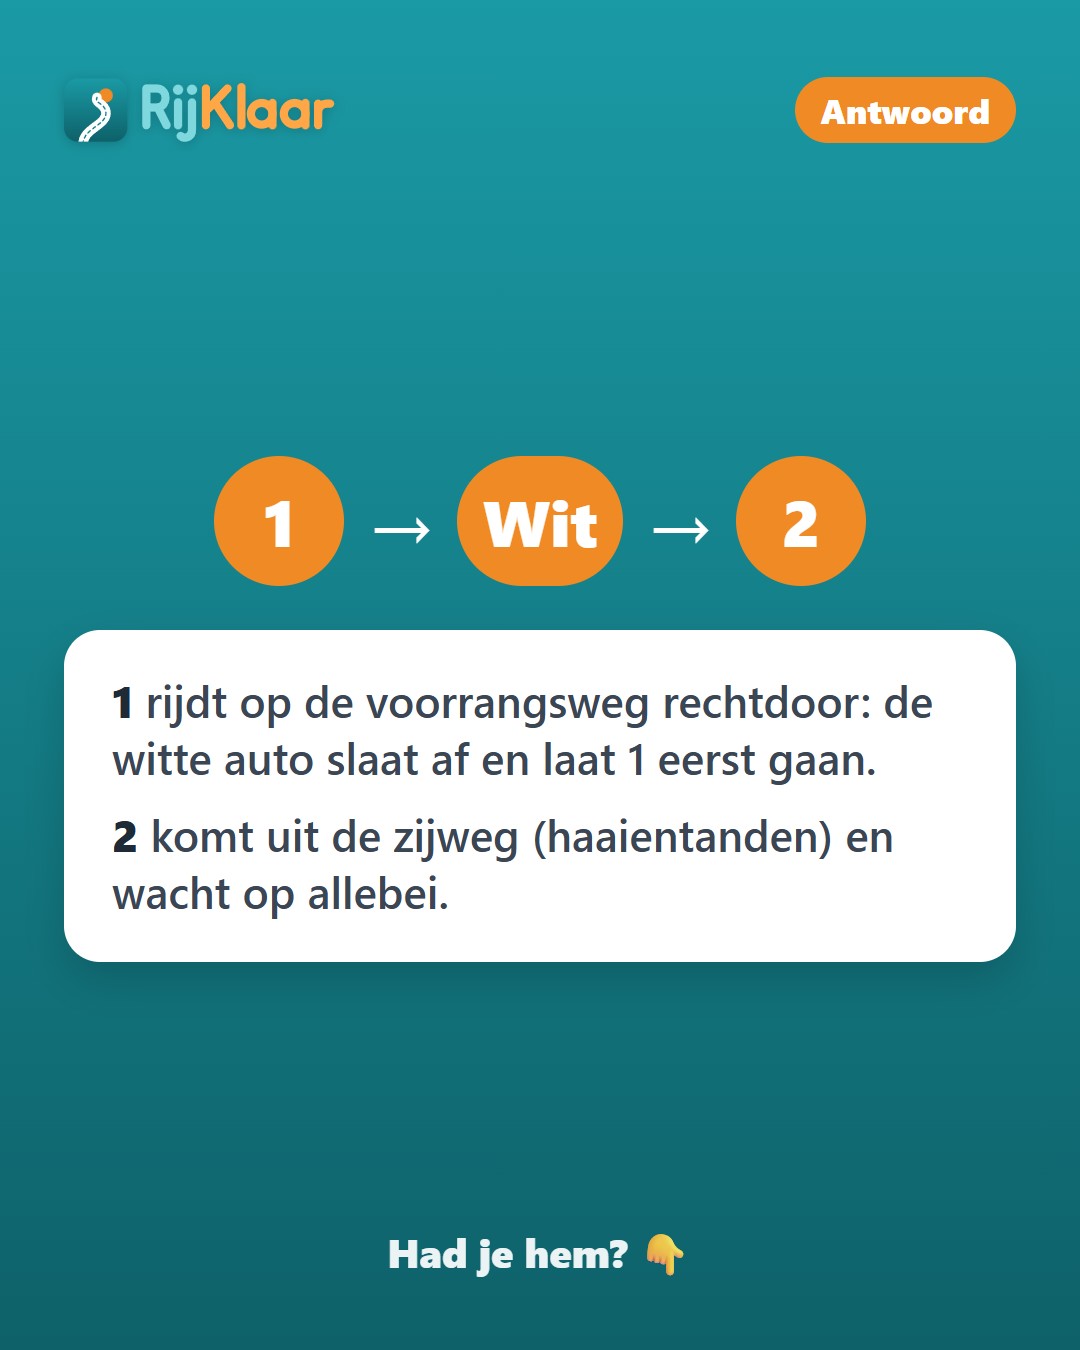 RijKlaar
Antwoord
1 → Wit → 2
1 rijdt op de voorrangsweg rechtdoor: de
witte auto slaat af en laat 1 eerst gaan.
2 komt uit de zijweg (haaientanden) en
wacht op allebei.
Had je hem? 👇